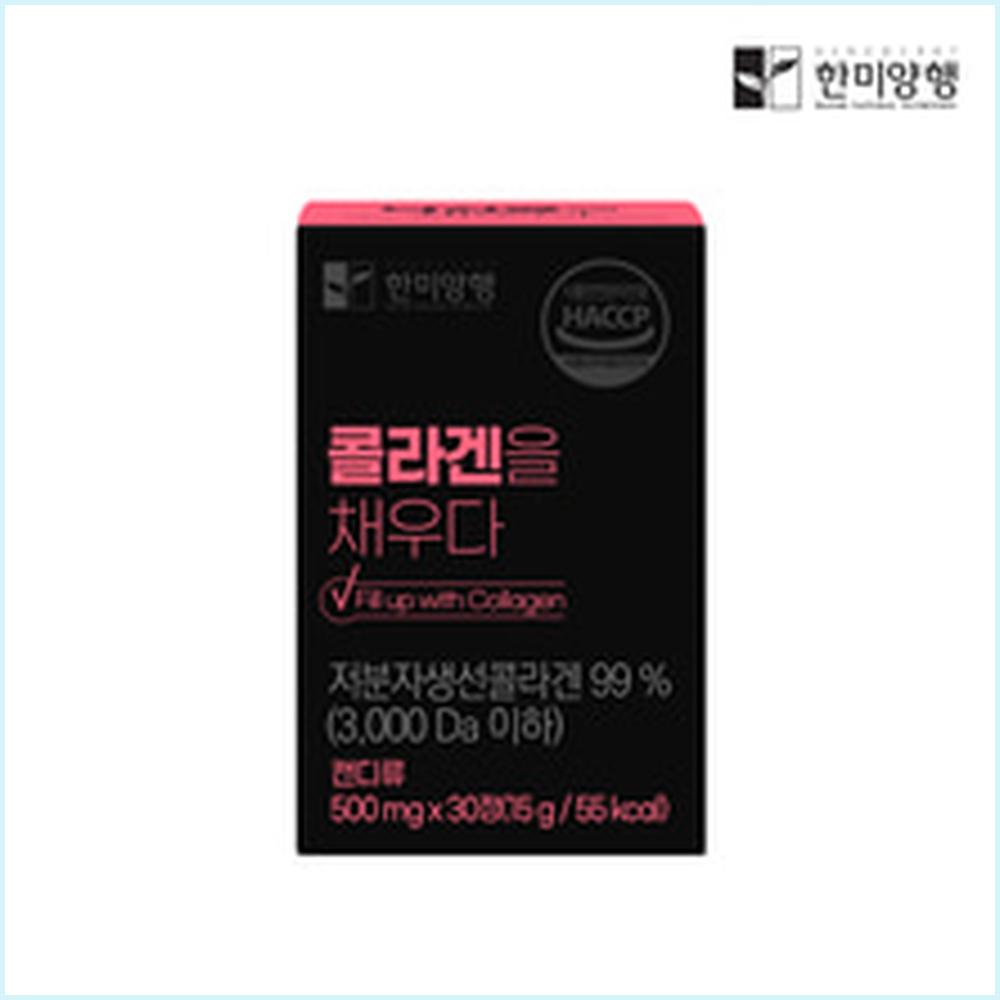 한미양행
한미양행
HACCP
콜라겐을
채우다
Fill up with Collagen
저분자생선콜라겐 99 %
(3,000 Da 이하)
캔디류
500 mg x 30정(15 g / 55 kcal)